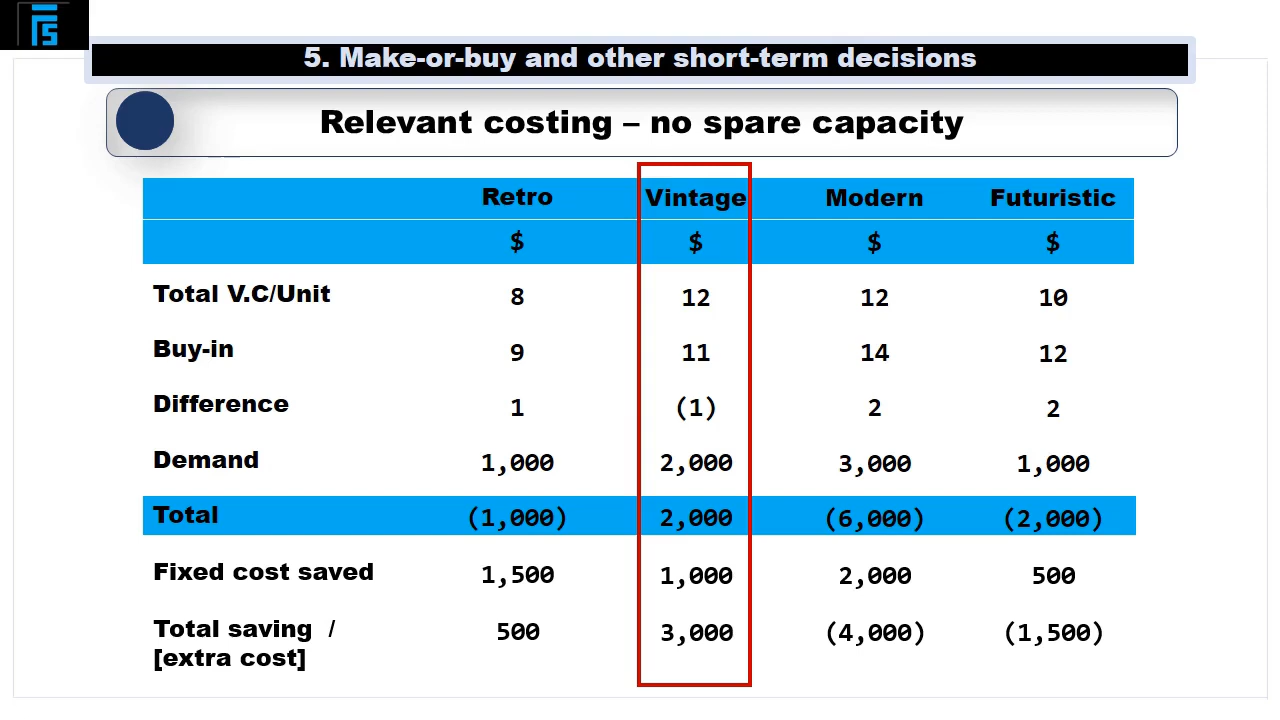 5. Make-or-buy and other short-term decisions
Relevant costing – no spare capacity
Retro Vintage Modern Futuristic
$ $ $ $
Total V.C/Unit 8 12 12 10
Buy-in 9 11 14 12
Difference 1 (1) 2 2
Demand 1,000 2,000 3,000 1,000
Total (1,000) 2,000 (6,000) (2,000)
Fixed cost saved 1,500 1,000 2,000 500
Total saving / 500 3,000 (4,000) (1,500)
[extra cost]